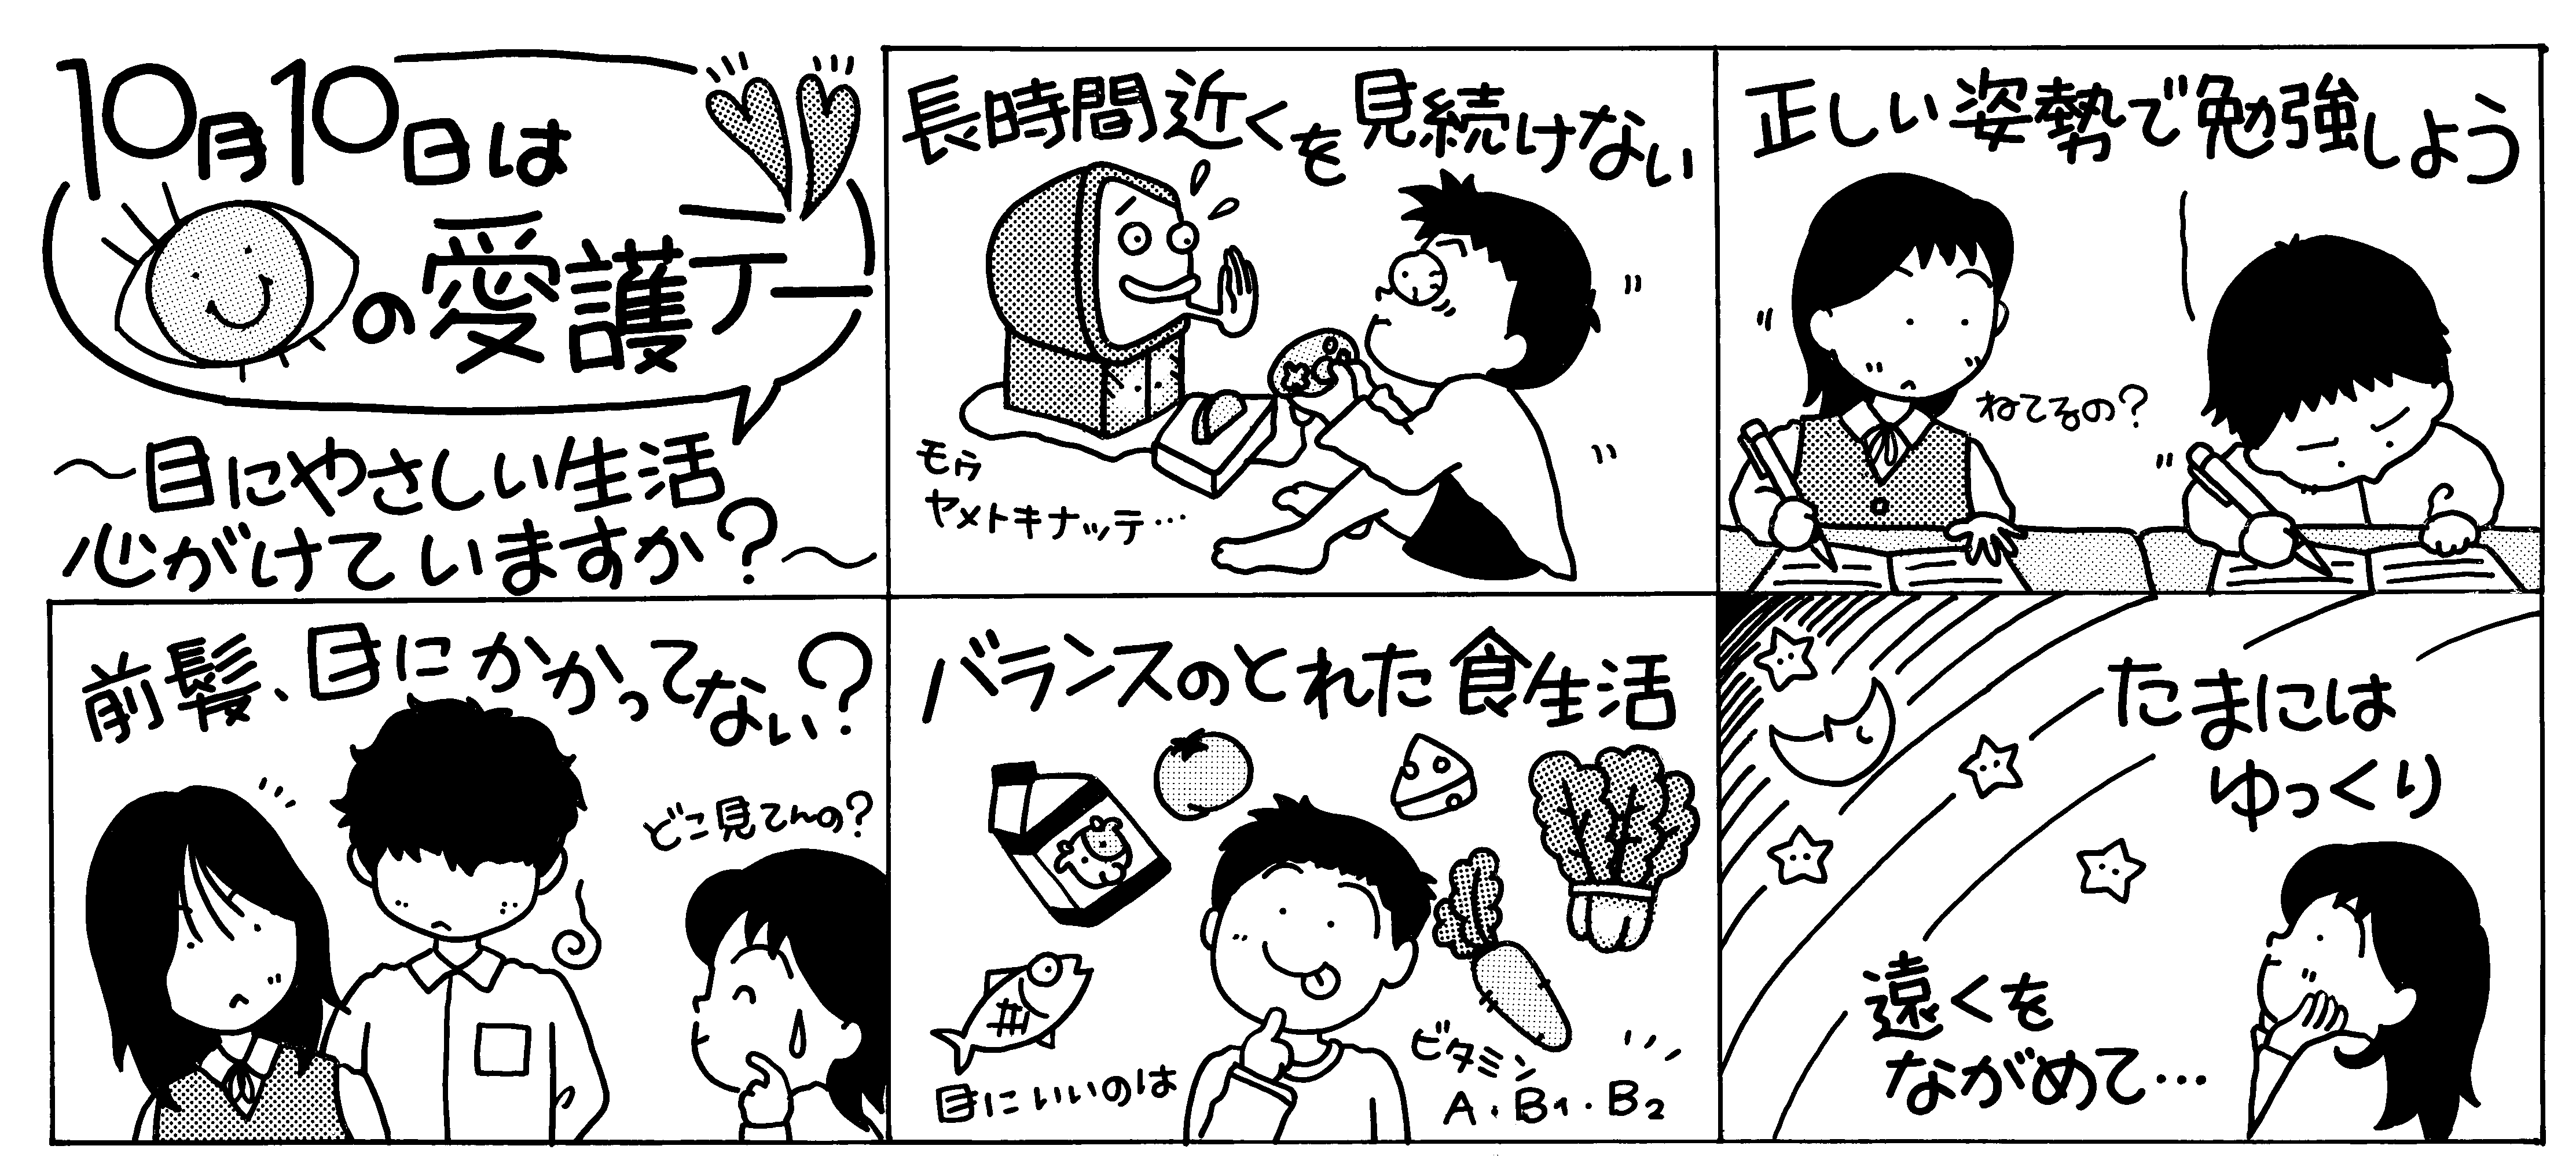 10月10日は
の愛護デー
～目にやさしい生活
心がけていますか？～
長時間近くを見続けない
モウ
ヤメトキナッテ…
正しい姿勢で勉強しよう
ねてるの？
前髪、目にかかってない？
どこ見てんの？
バランスのとれた食生活
目にいいのは
ビタミン
A・B1・B2
たまには
ゆっくり
遠くを
ながめて…